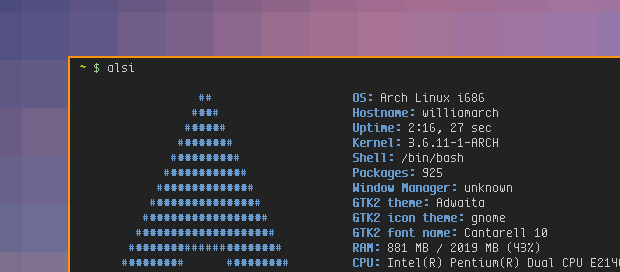 ~ $ alsi
OS: Arch Linux i686
Hostname: williamarch
Uptime: 2:16, 27 sec
Kernel: 3.6.11-1-ARCH
Shell: /bin/bash
Packages: 925
Window Manager: unknown
GTK2 theme: Adwaita
GTK2 icon theme: gnome
GTK2 font name: Cantarell 10
RAM: 881 MB / 2019 MB (43%)
CPU: Intel(R) Pentium(R) Dual CPU E2140